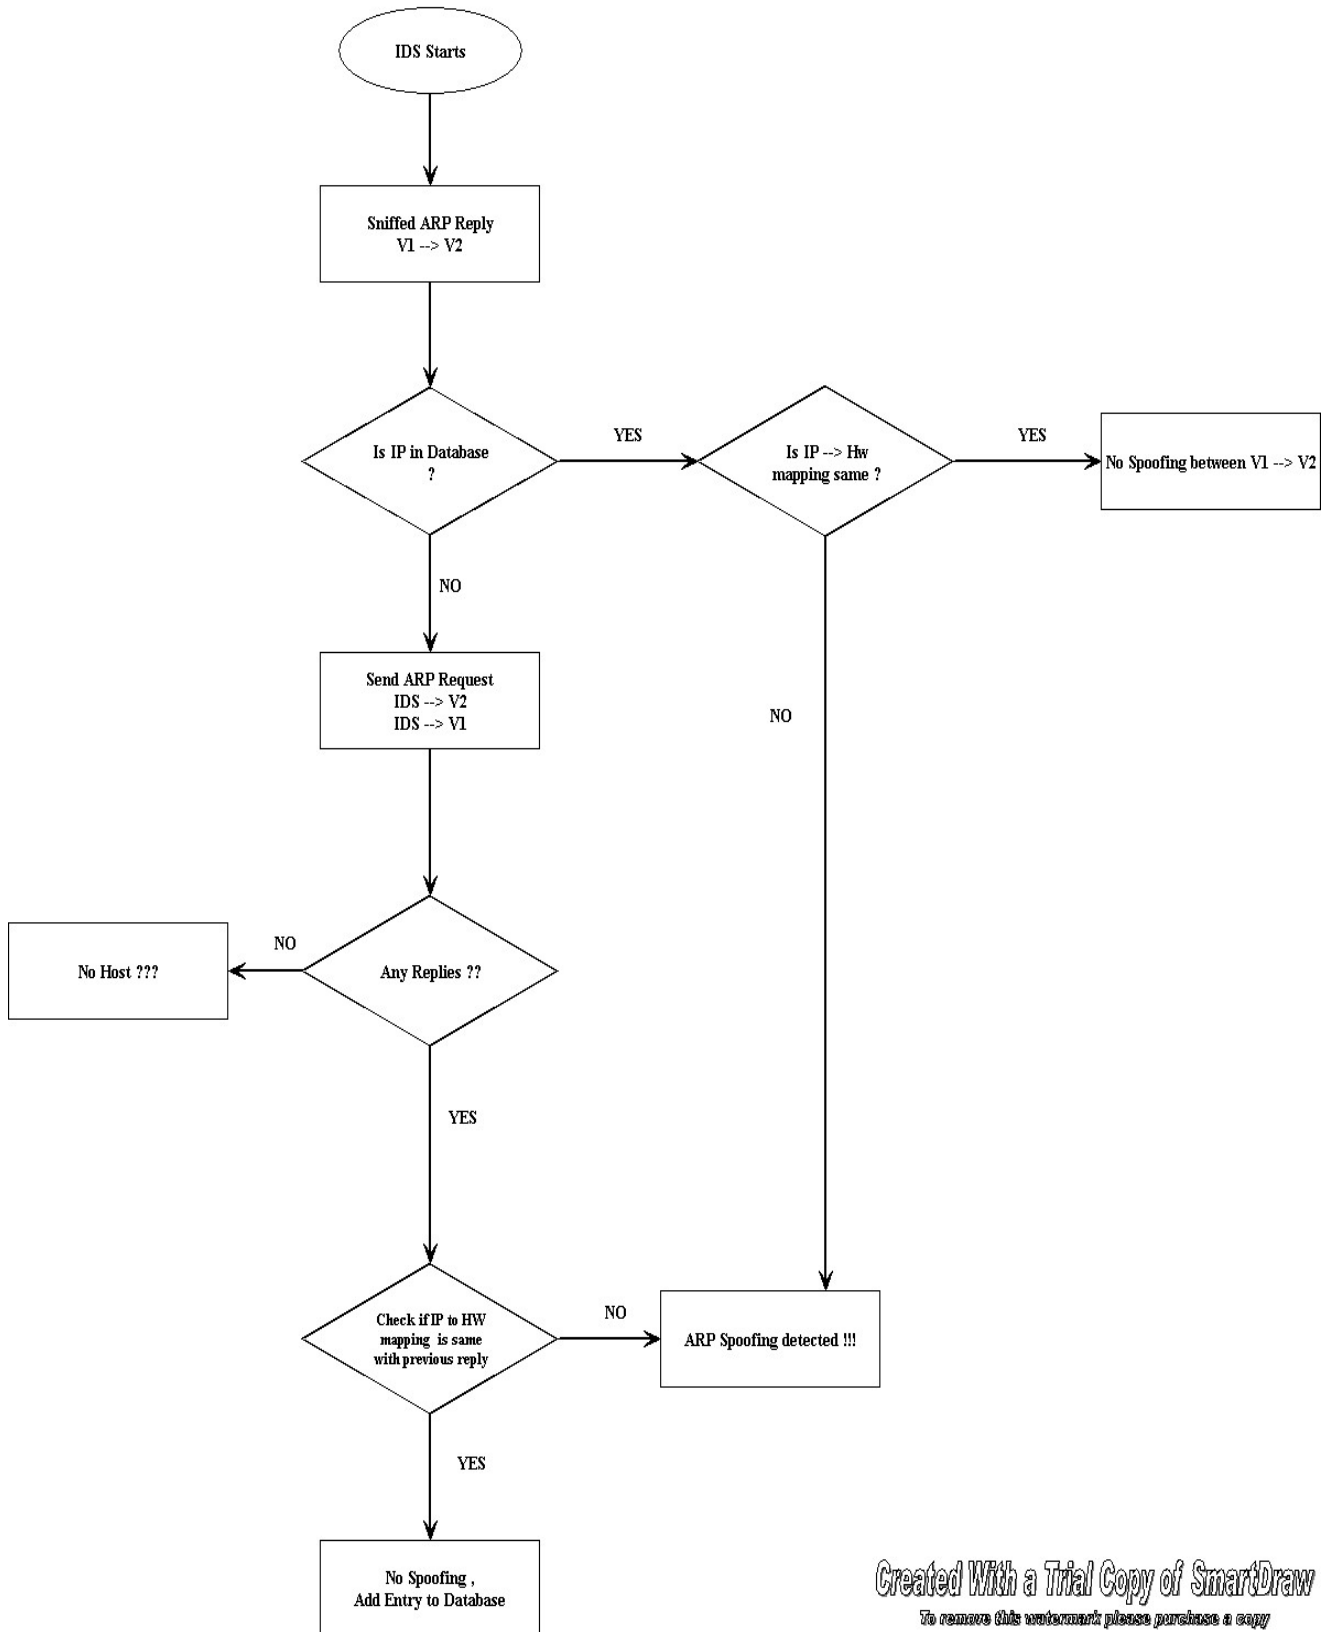 IDS Starts
Sniffed ARP Reply
V1 --> V2
Is IP in Database
?
YES
Is IP --> Hw
mapping same ?
YES
No Spoofing between V1 --> V2
NO
Send ARP Request
IDS --> V2
IDS --> V1
NO
Any Replies ??
NO
No Host ???
YES
Check if IP to HW
mapping is same
with previous reply
NO
ARP Spoofing detected !!!
YES
No Spoofing ,
Add Entry to Database
Created With a Trial Copy of SmartDraw
To remove this watermark please purchase a copy